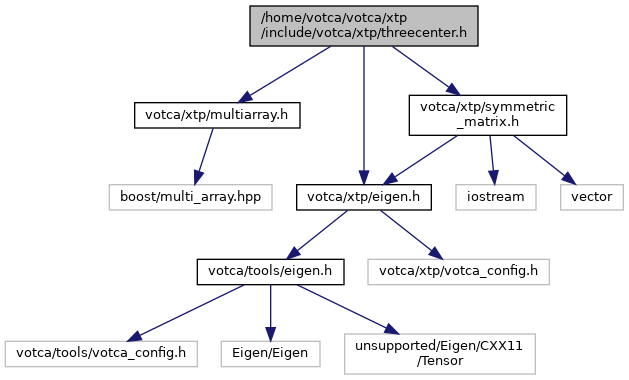 /home/votca/votca/xtp
/include/votca/xtp/threecenter.h
votca/xtp/multiarray.h
votca/xtp/symmetric
_matrix.h
boost/multi_array.hpp
votca/xtp/eigen.h
iostream
vector
votca/tools/eigen.h
votca/xtp/votca_config.h
votca/tools/votca_config.h
Eigen/Eigen
unsupported/Eigen/CXX11
/Tensor